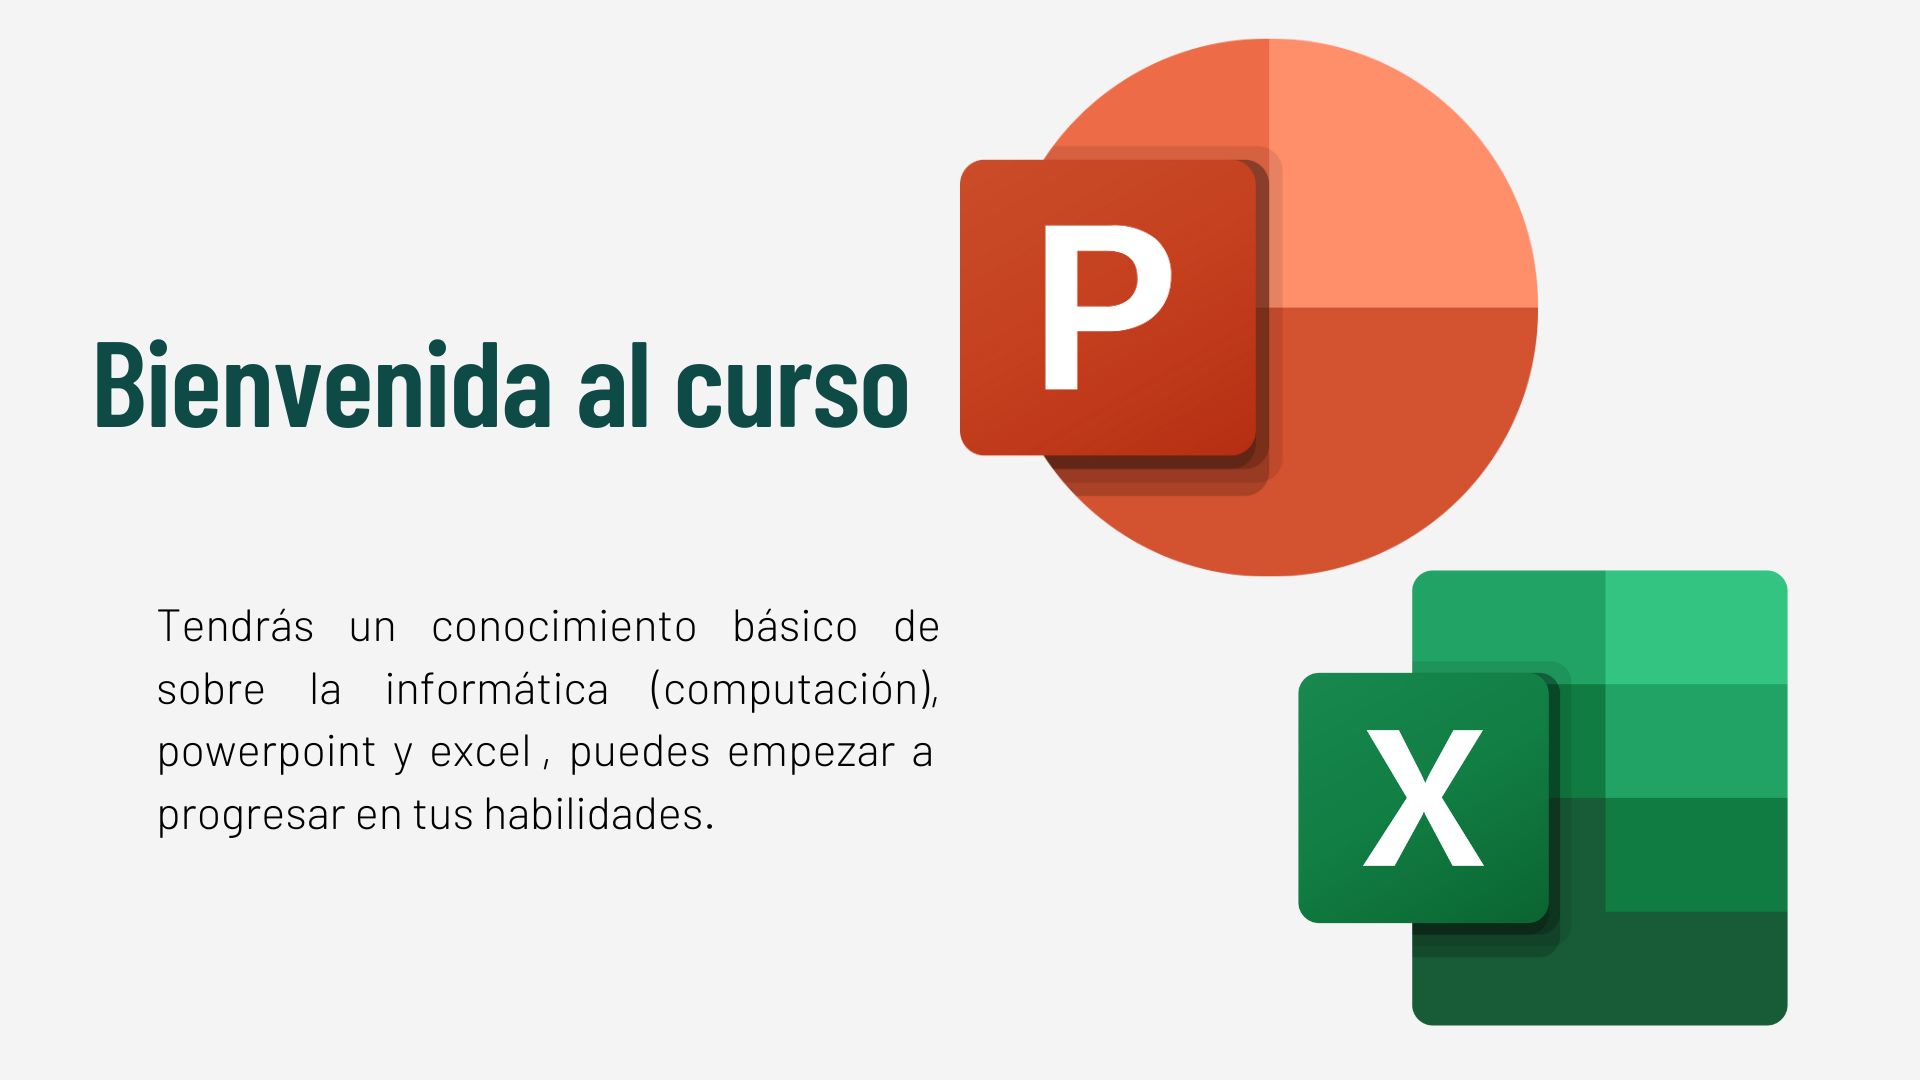 Bienvenida al curso
Tendrás un conocimiento básico de
sobre la informática (computación),
powerpoint y excel , puedes empezar a
progresar en tus habilidades.
P
X